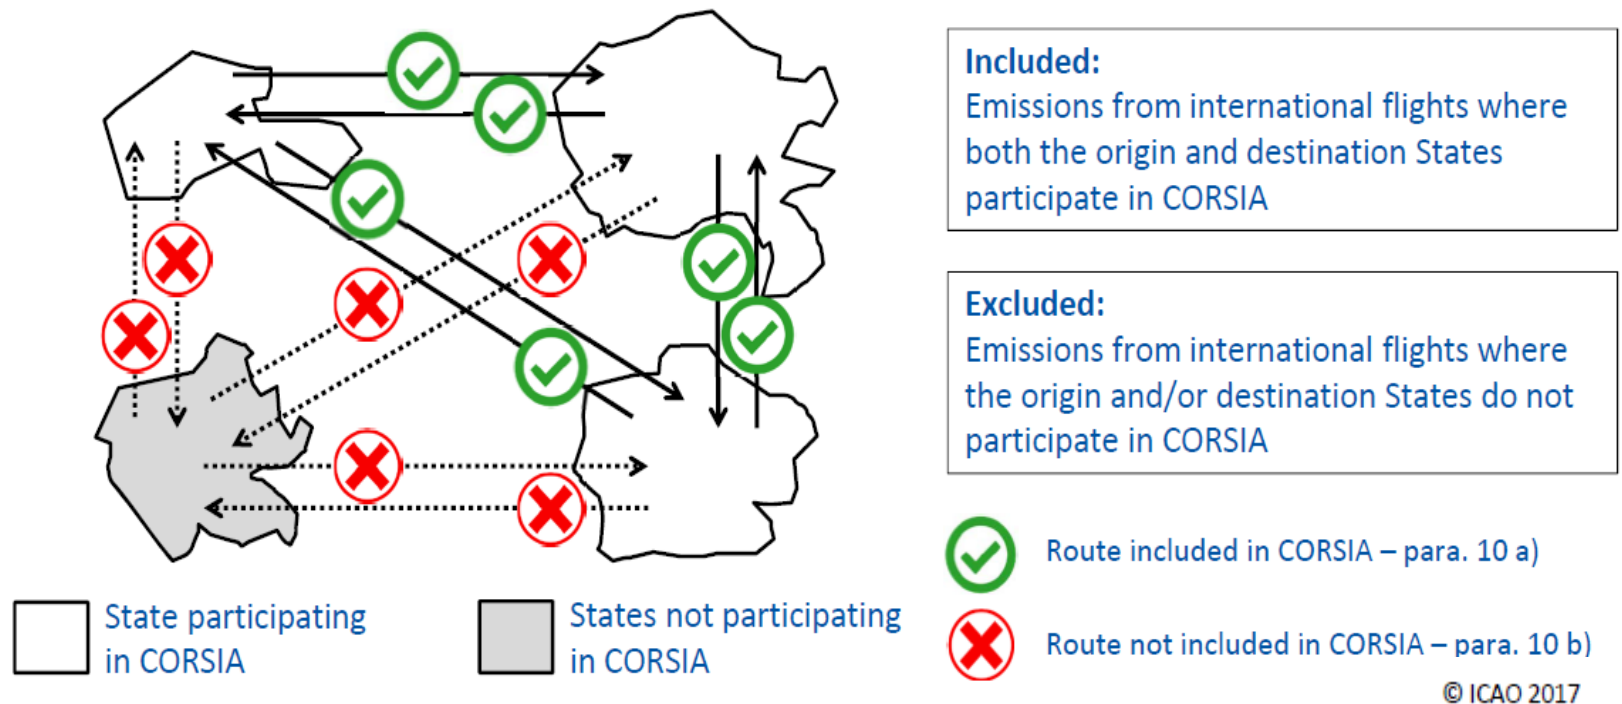 Included:
Emissions from international flights where
both the origin and destination States
participate in CORSIA
Excluded:
Emissions from international flights where
the origin and/or destination States do not
participate in CORSIA
Route included in CORSIA – para. 10 a)
Route not included in CORSIA – para. 10 b)
State participating
in CORSIA
States not participating
in CORSIA
© ICAO 2017